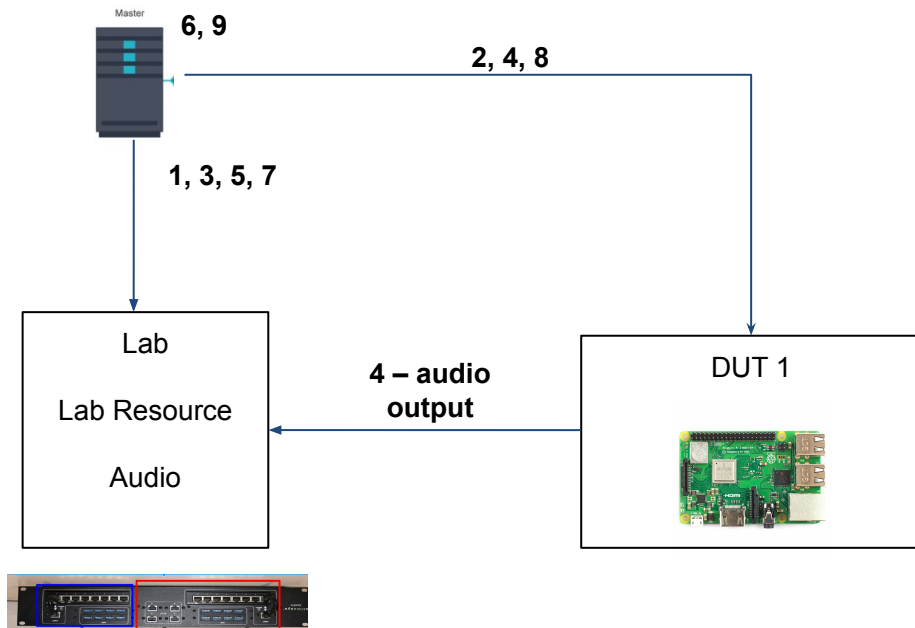 Master
6, 9
2, 4, 8
1, 3, 5, 7
Lab
Lab Resource
Audio
4 – audio
output
DUT 1
HDMI